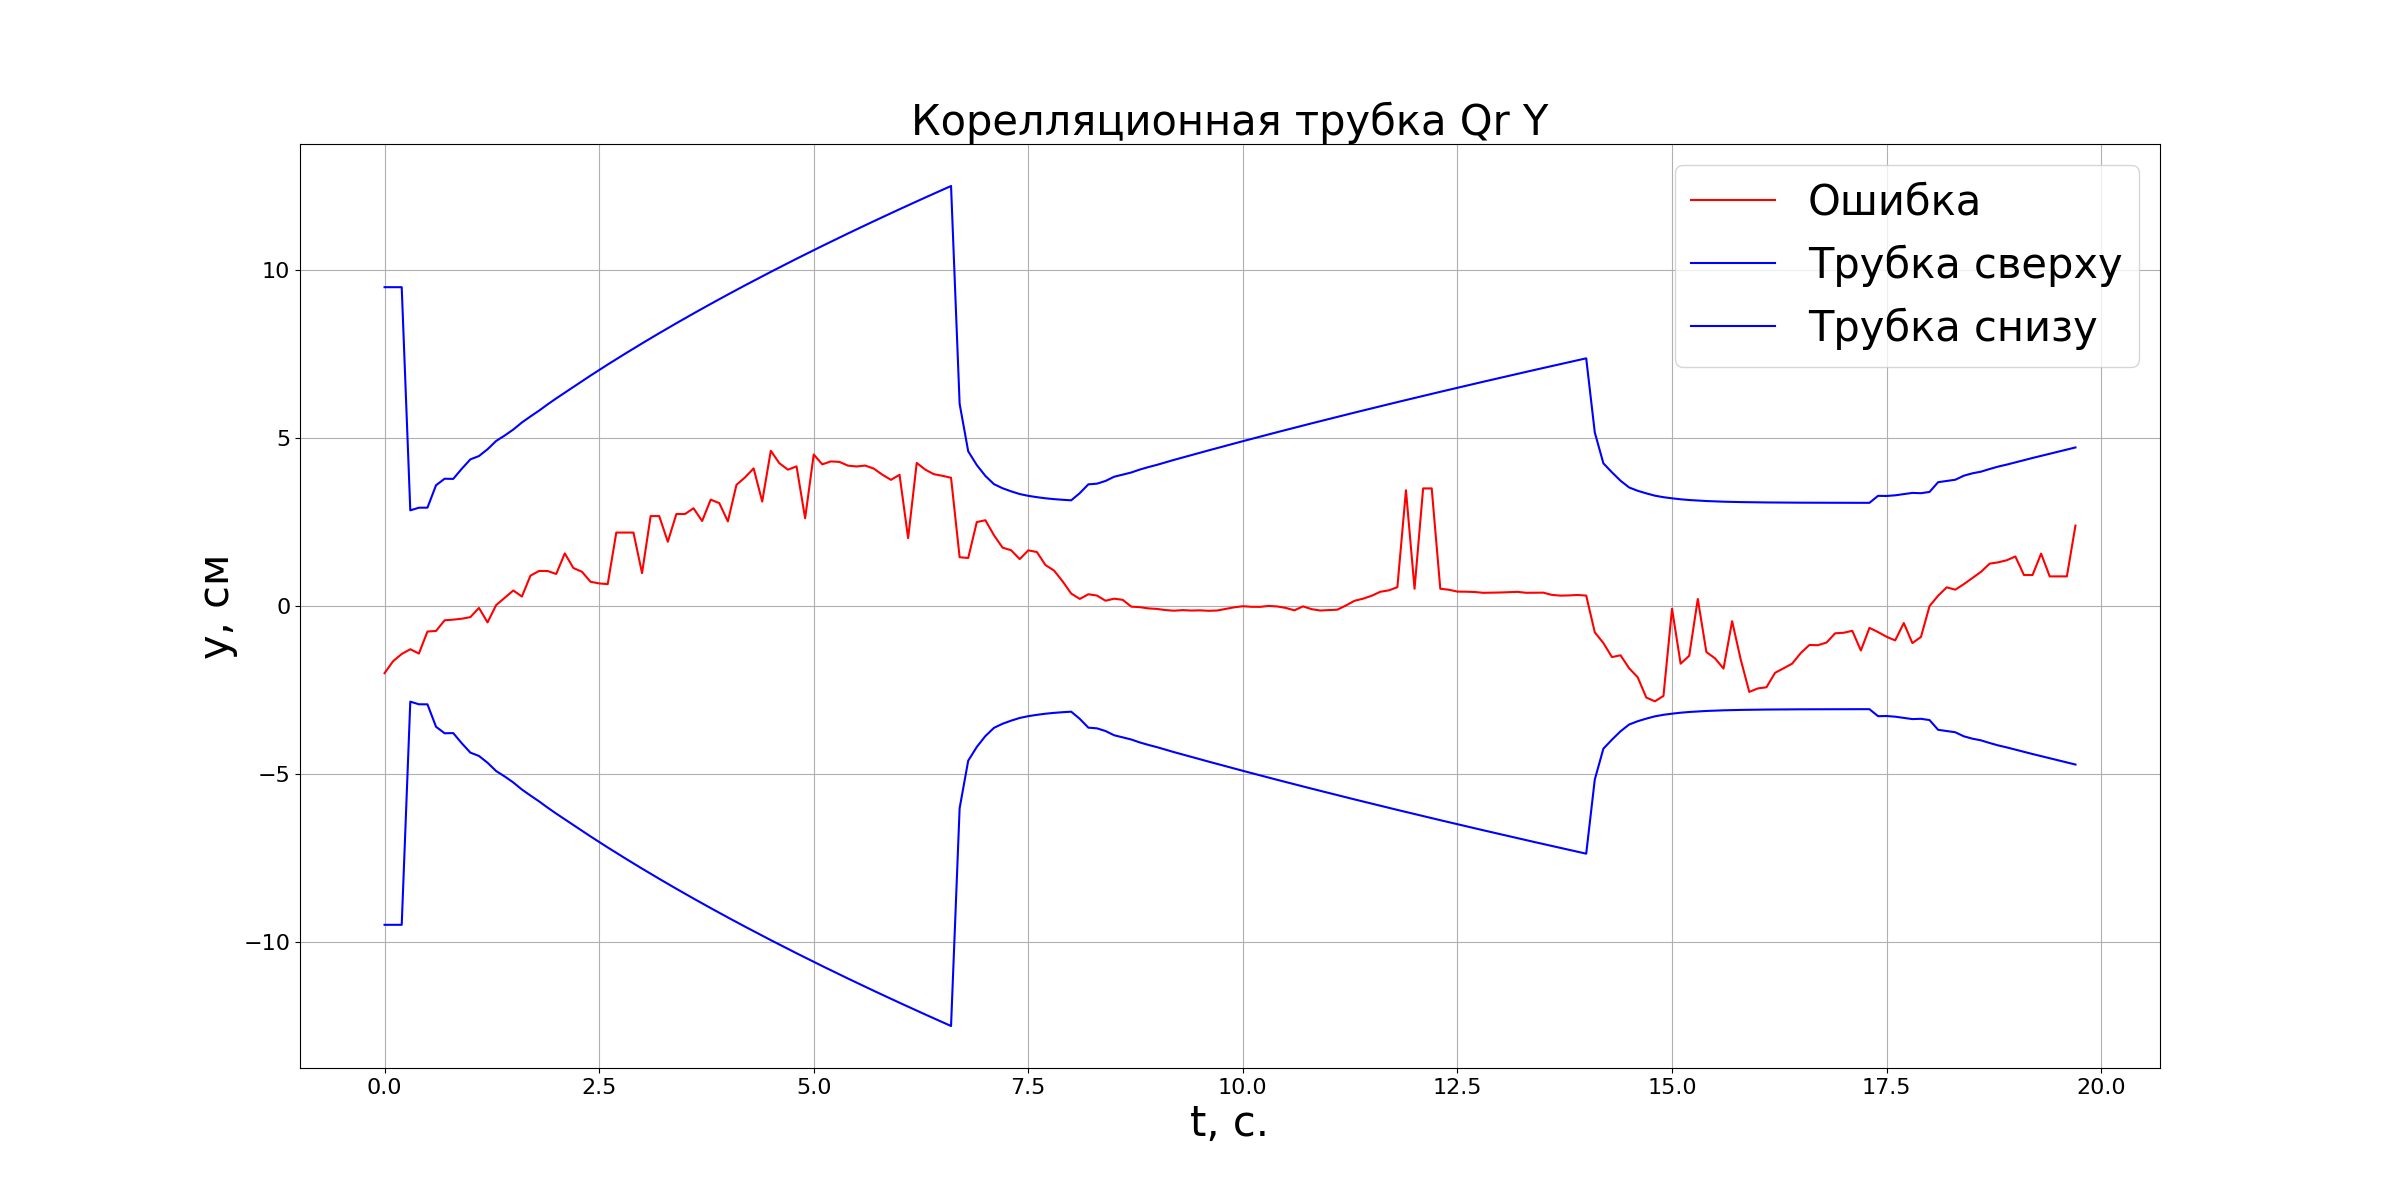 Корелляционная трубка Qr Y
Ошибка
Трубка сверху
Трубка снизу
10
5
0
−5
−10
y, см
0.0 2.5 5.0 7.5 10.0 12.5 15.0 17.5 20.0
t, с.